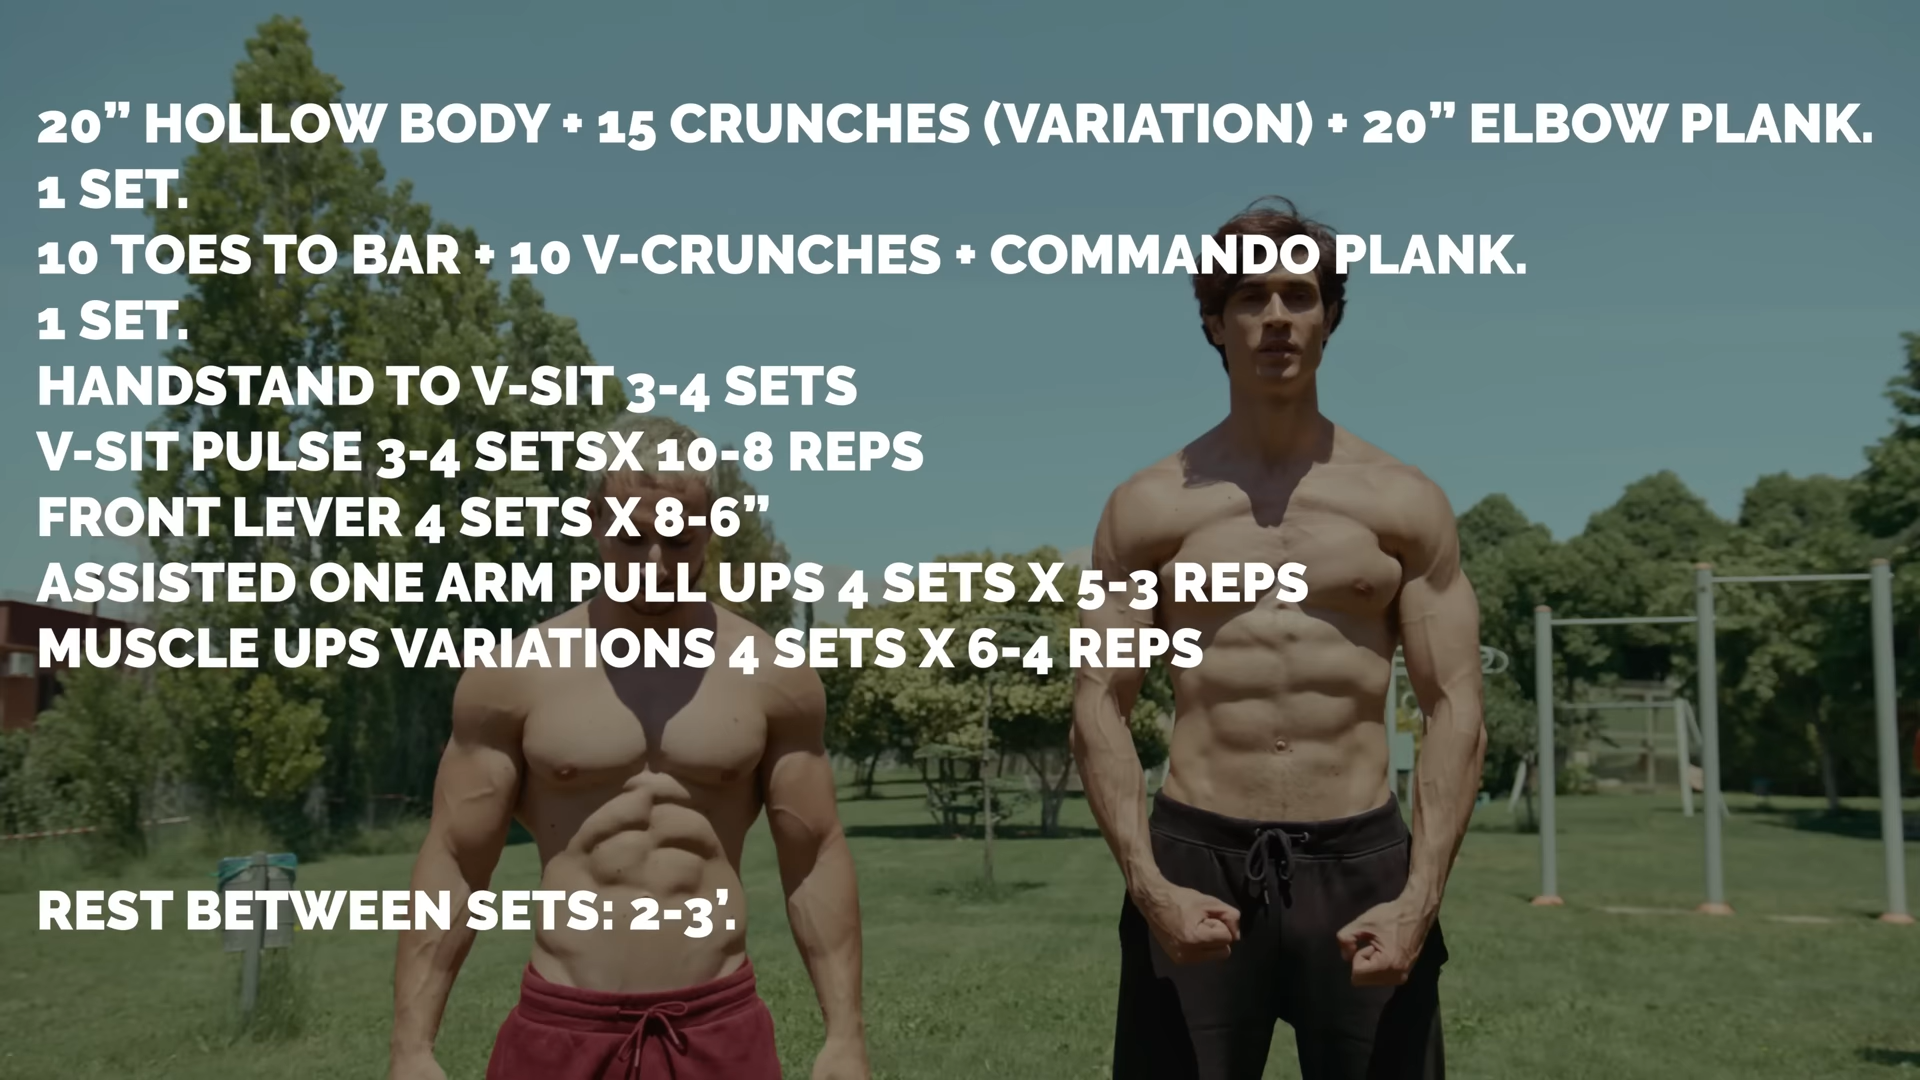 20” HOLLOW BODY + 15 CRUNCHES (VARIATION) + 20” ELBOW PLANK.
1 SET.
10 TOES TO BAR + 10 V-CRUNCHES + COMMANDO PLANK.
1 SET.
HANDSTAND TO V-SIT 3-4 SETS
V-SIT PULSE 3-4 SETSX 10-8 REPS
FRONT LEVER 4 SETS X 8-6”
ASSISTED ONE ARM PULL UPS 4 SETS X 5-3 REPS
MUSCLE UPS VARIATIONS 4 SETS X 6-4 REPS
REST BETWEEN SETS: 2-3’.